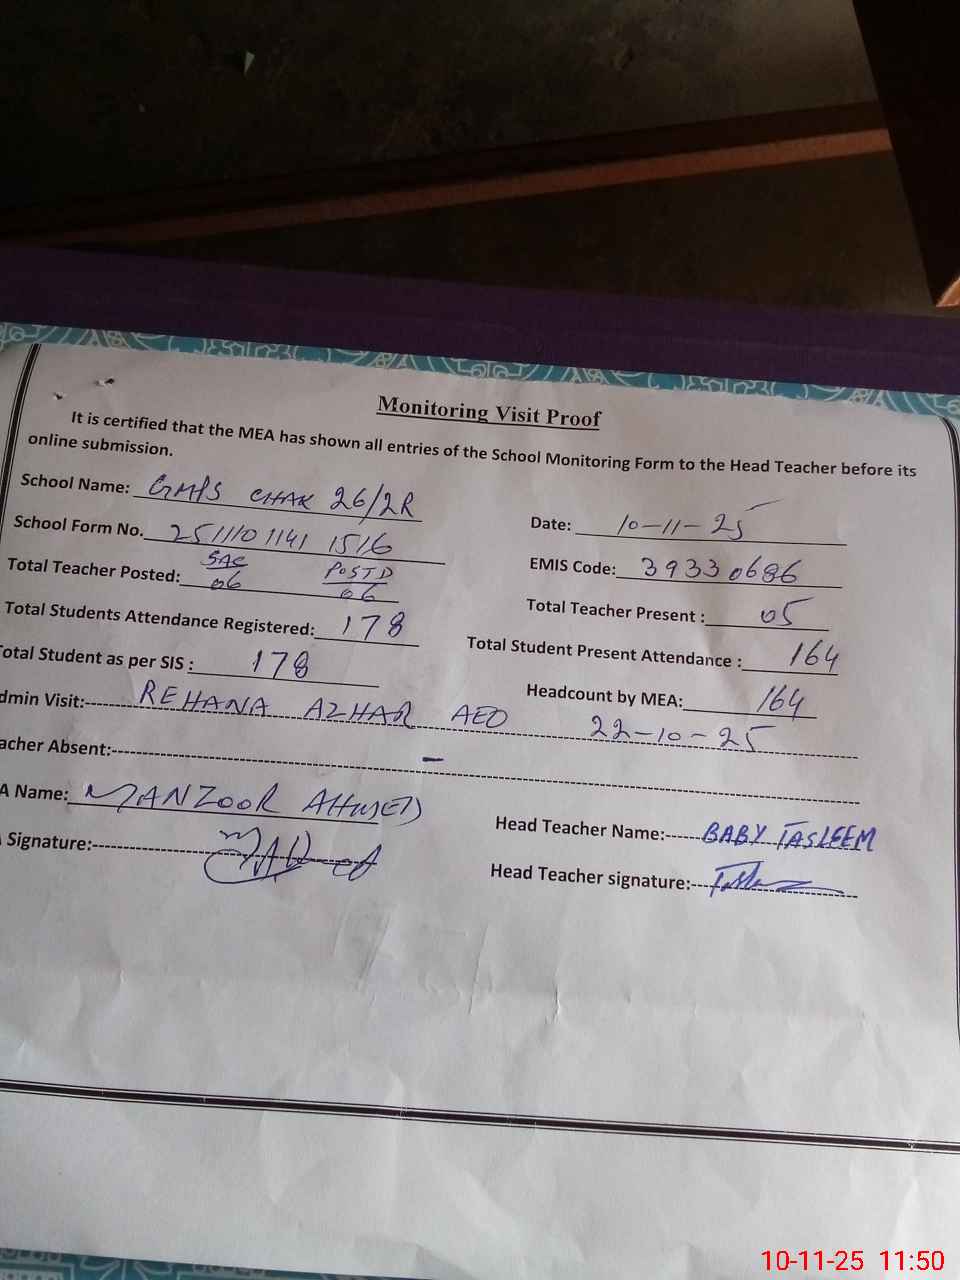 Monitoring Visit Proof
It is certified that the MEA has shown all entries of the School Monitoring Form to the Head Teacher before its
online submission.
School Name: GMPS CHAK 26/2R
Date: 10-11-25
School Form No. 2511101141 1516
EMIS Code: 39330686
SAC POSTD
Total Teacher Posted: 06 06
Total Teacher Present : 05
Total Students Attendance Registered: 178
Total Student Present Attendance : 164
otal Student as per SIS : 178
Headcount by MEA: 164
dmin Visit: REHANA AZHAR AEO 22-10-25
acher Absent: -
A Name: MANZOOR AHMED
Head Teacher Name: BABY TASLEEM
Signature:
Head Teacher signature:
10-11-25 11:50